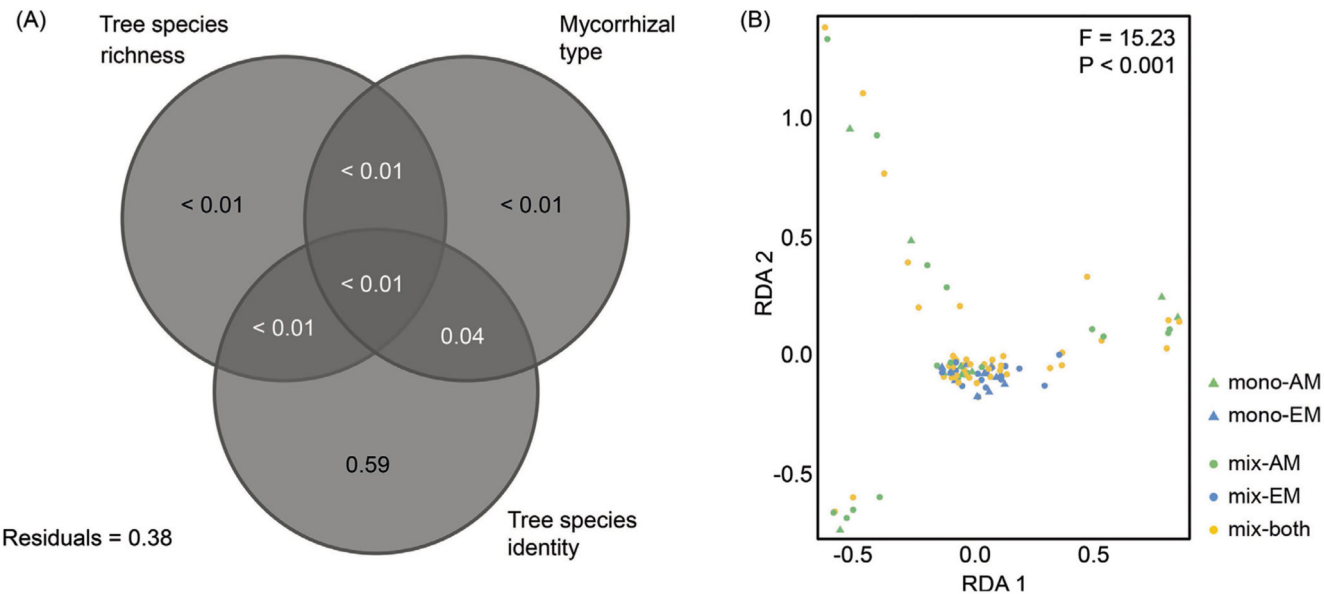 (A)
Tree species
richness
Mycorrhizal
type
< 0.01
< 0.01
< 0.01
< 0.01
< 0.01
0.04
0.59
Tree species
identity
Residuals = 0.38
(B)
F = 15.23
P < 0.001
1.0
0.5
0.0
-0.5
RDA 2
-0.5
0.0
0.5
RDA 1
mono-AM
mono-EM
mix-AM
mix-EM
mix-both